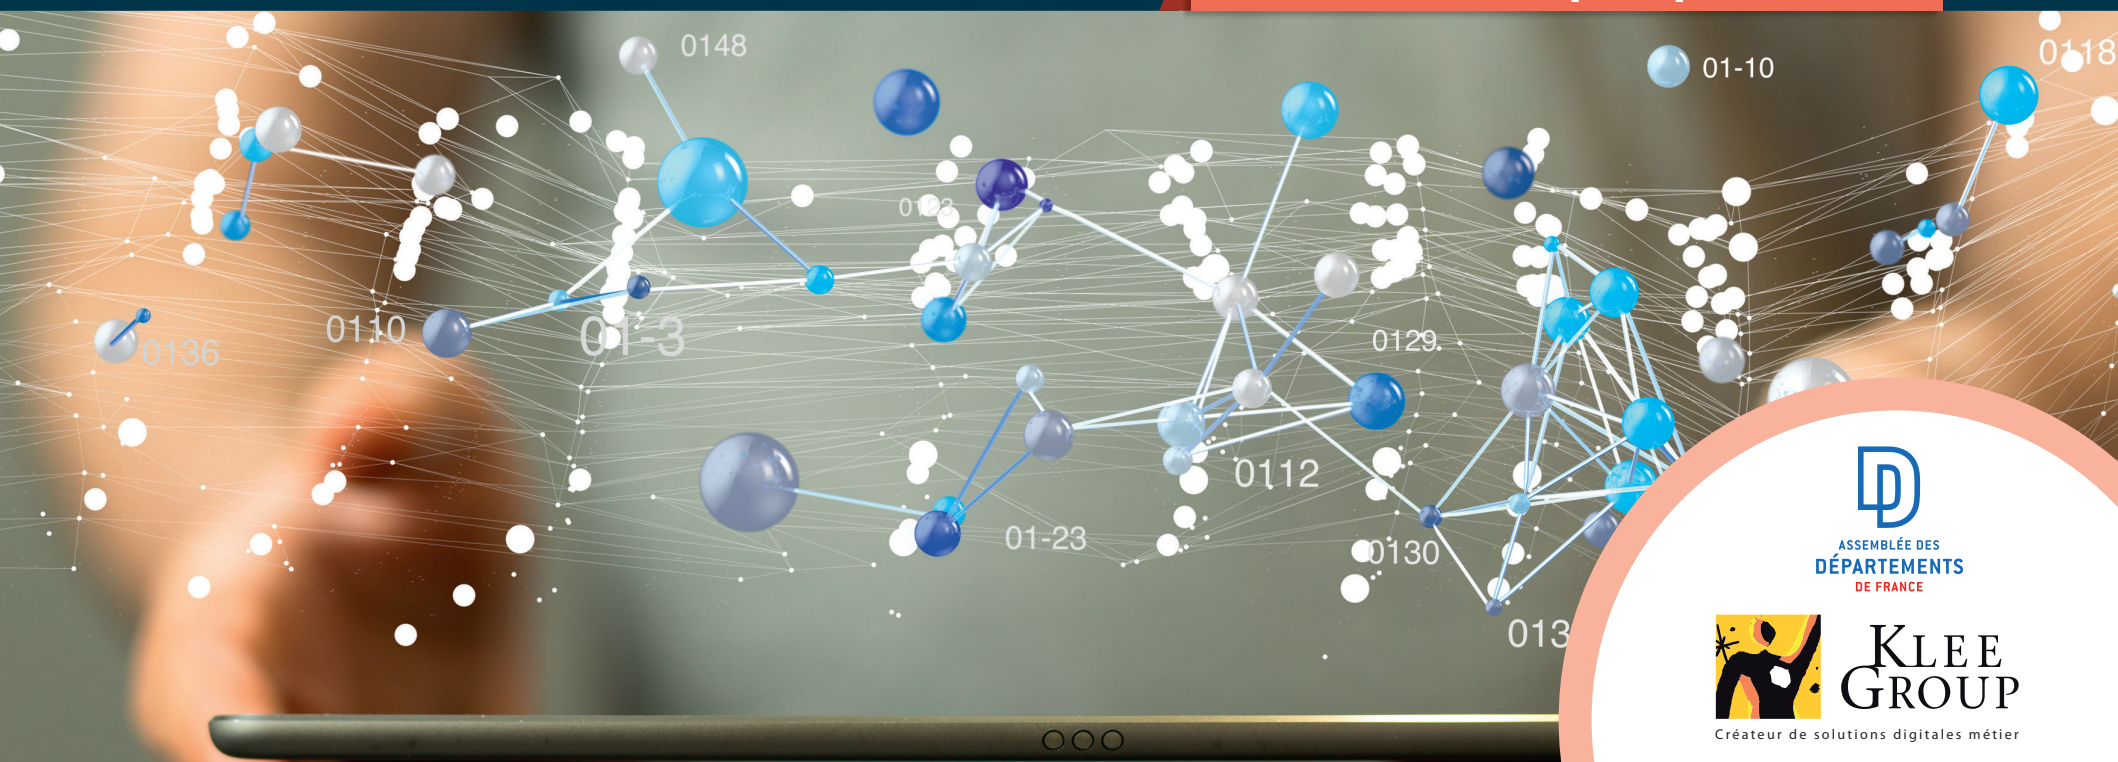 0148
01-10
0118
0123
0110
01-3
0136
0129
0112
01-23
0130
013
ASSEMBLÉE DES
DÉPARTEMENTS
DE FRANCE
KLEE
GROUP
Créateur de solutions digitales métier